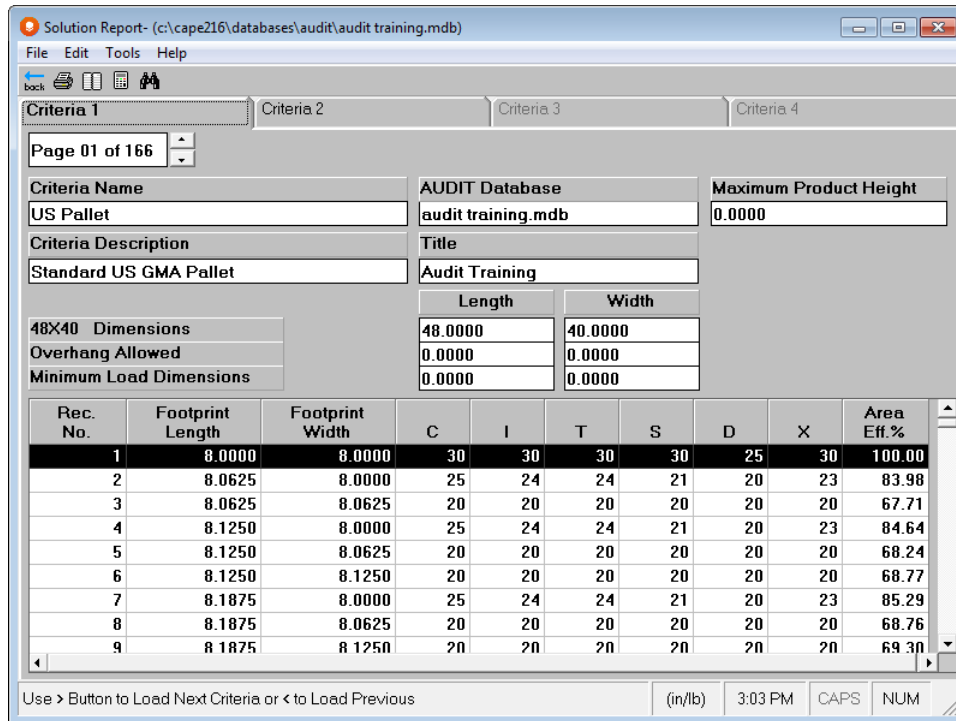 Solution Report- (c:\cape216\databases\audit\audit training.mdb)
File Edit Tools Help
back
Criteria 1 Criteria 2 Criteria 3 Criteria 4
Page 01 of 166
Criteria Name AUDIT Database Maximum Product Height
US Pallet audit training.mdb 0.0000
Criteria Description Title
Standard US GMA Pallet Audit Training
Length Width
48X40 Dimensions 48.0000 40.0000
Overhang Allowed 0.0000 0.0000
Minimum Load Dimensions 0.0000 0.0000
Rec. No. Footprint Length Footprint Width C I T S D X Area Eff.%
1 8.0000 8.0000 30 30 30 30 25 30 100.00
2 8.0625 8.0000 25 24 24 21 20 23 83.98
3 8.0625 8.0625 20 20 20 20 20 20 67.71
4 8.1250 8.0000 25 24 24 21 20 23 84.64
5 8.1250 8.0625 20 20 20 20 20 20 68.24
6 8.1250 8.1250 20 20 20 20 20 20 68.77
7 8.1875 8.0000 25 24 24 21 20 23 85.29
8 8.1875 8.0625 20 20 20 20 20 20 68.76
9 8.1875 8.1250 20 20 20 20 20 20 69.30
Use > Button to Load Next Criteria or < to Load Previous (in/lb) 3:03 PM CAPS NUM